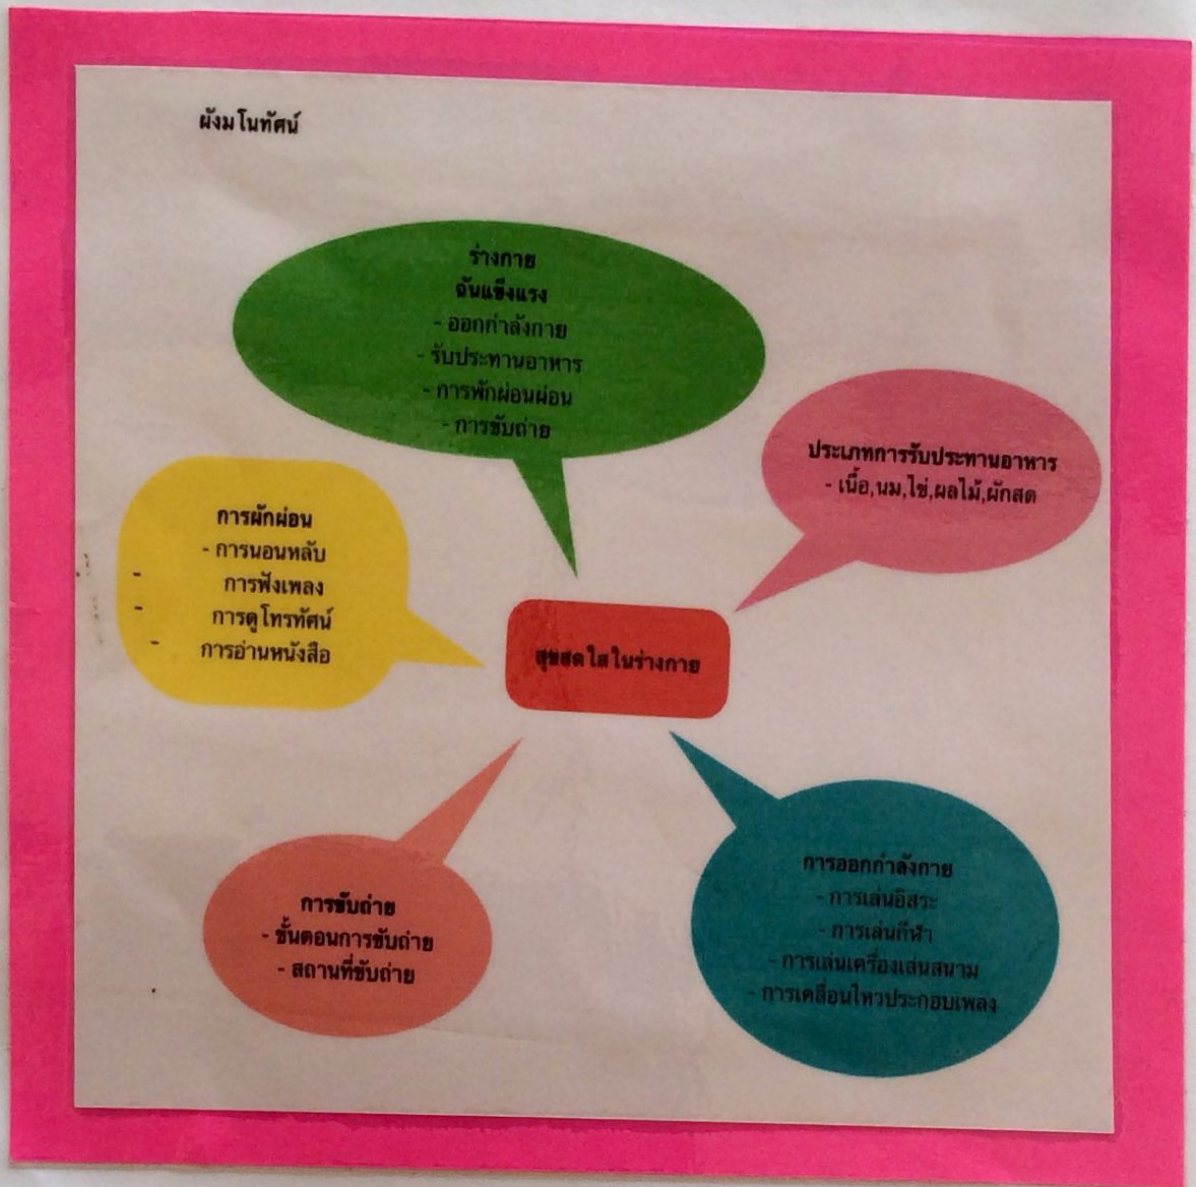 ผังมโนทัศน์
ร่างกาย
ฉันแข็งแรง
- ออกกำลังกาย
- รับประทานอาหาร
- การพักผ่อนผ่อน
- การขับถ่าย
ประเภทการรับประทานอาหาร
- เนื้อ,นม,ไข่,ผลไม้,ผักสด
การผักผ่อน
- การนอนหลับ
- การฟังเพลง
- การดูโทรทัศน์
- การอ่านหนังสือ
สุขสดใสในร่างกาย
การขับถ่าย
- ขั้นตอนการขับถ่าย
- สถานที่ขับถ่าย
การออกกำลังกาย
- การเล่นอิสระ
- การเล่นกีฬา
- การเล่นเครื่องเล่นสนาม
- การเคลื่อนไหวประกอบเพลง